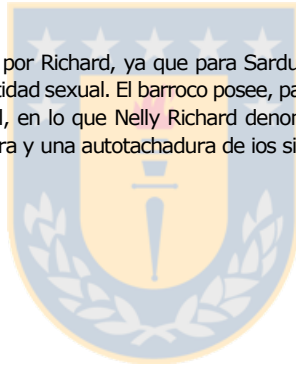 por Richard, ya que para Sardu
tidad sexual. El barroco posee, pa
l, en lo que Nelly Richard denor
ra y una autotachadura de ios si